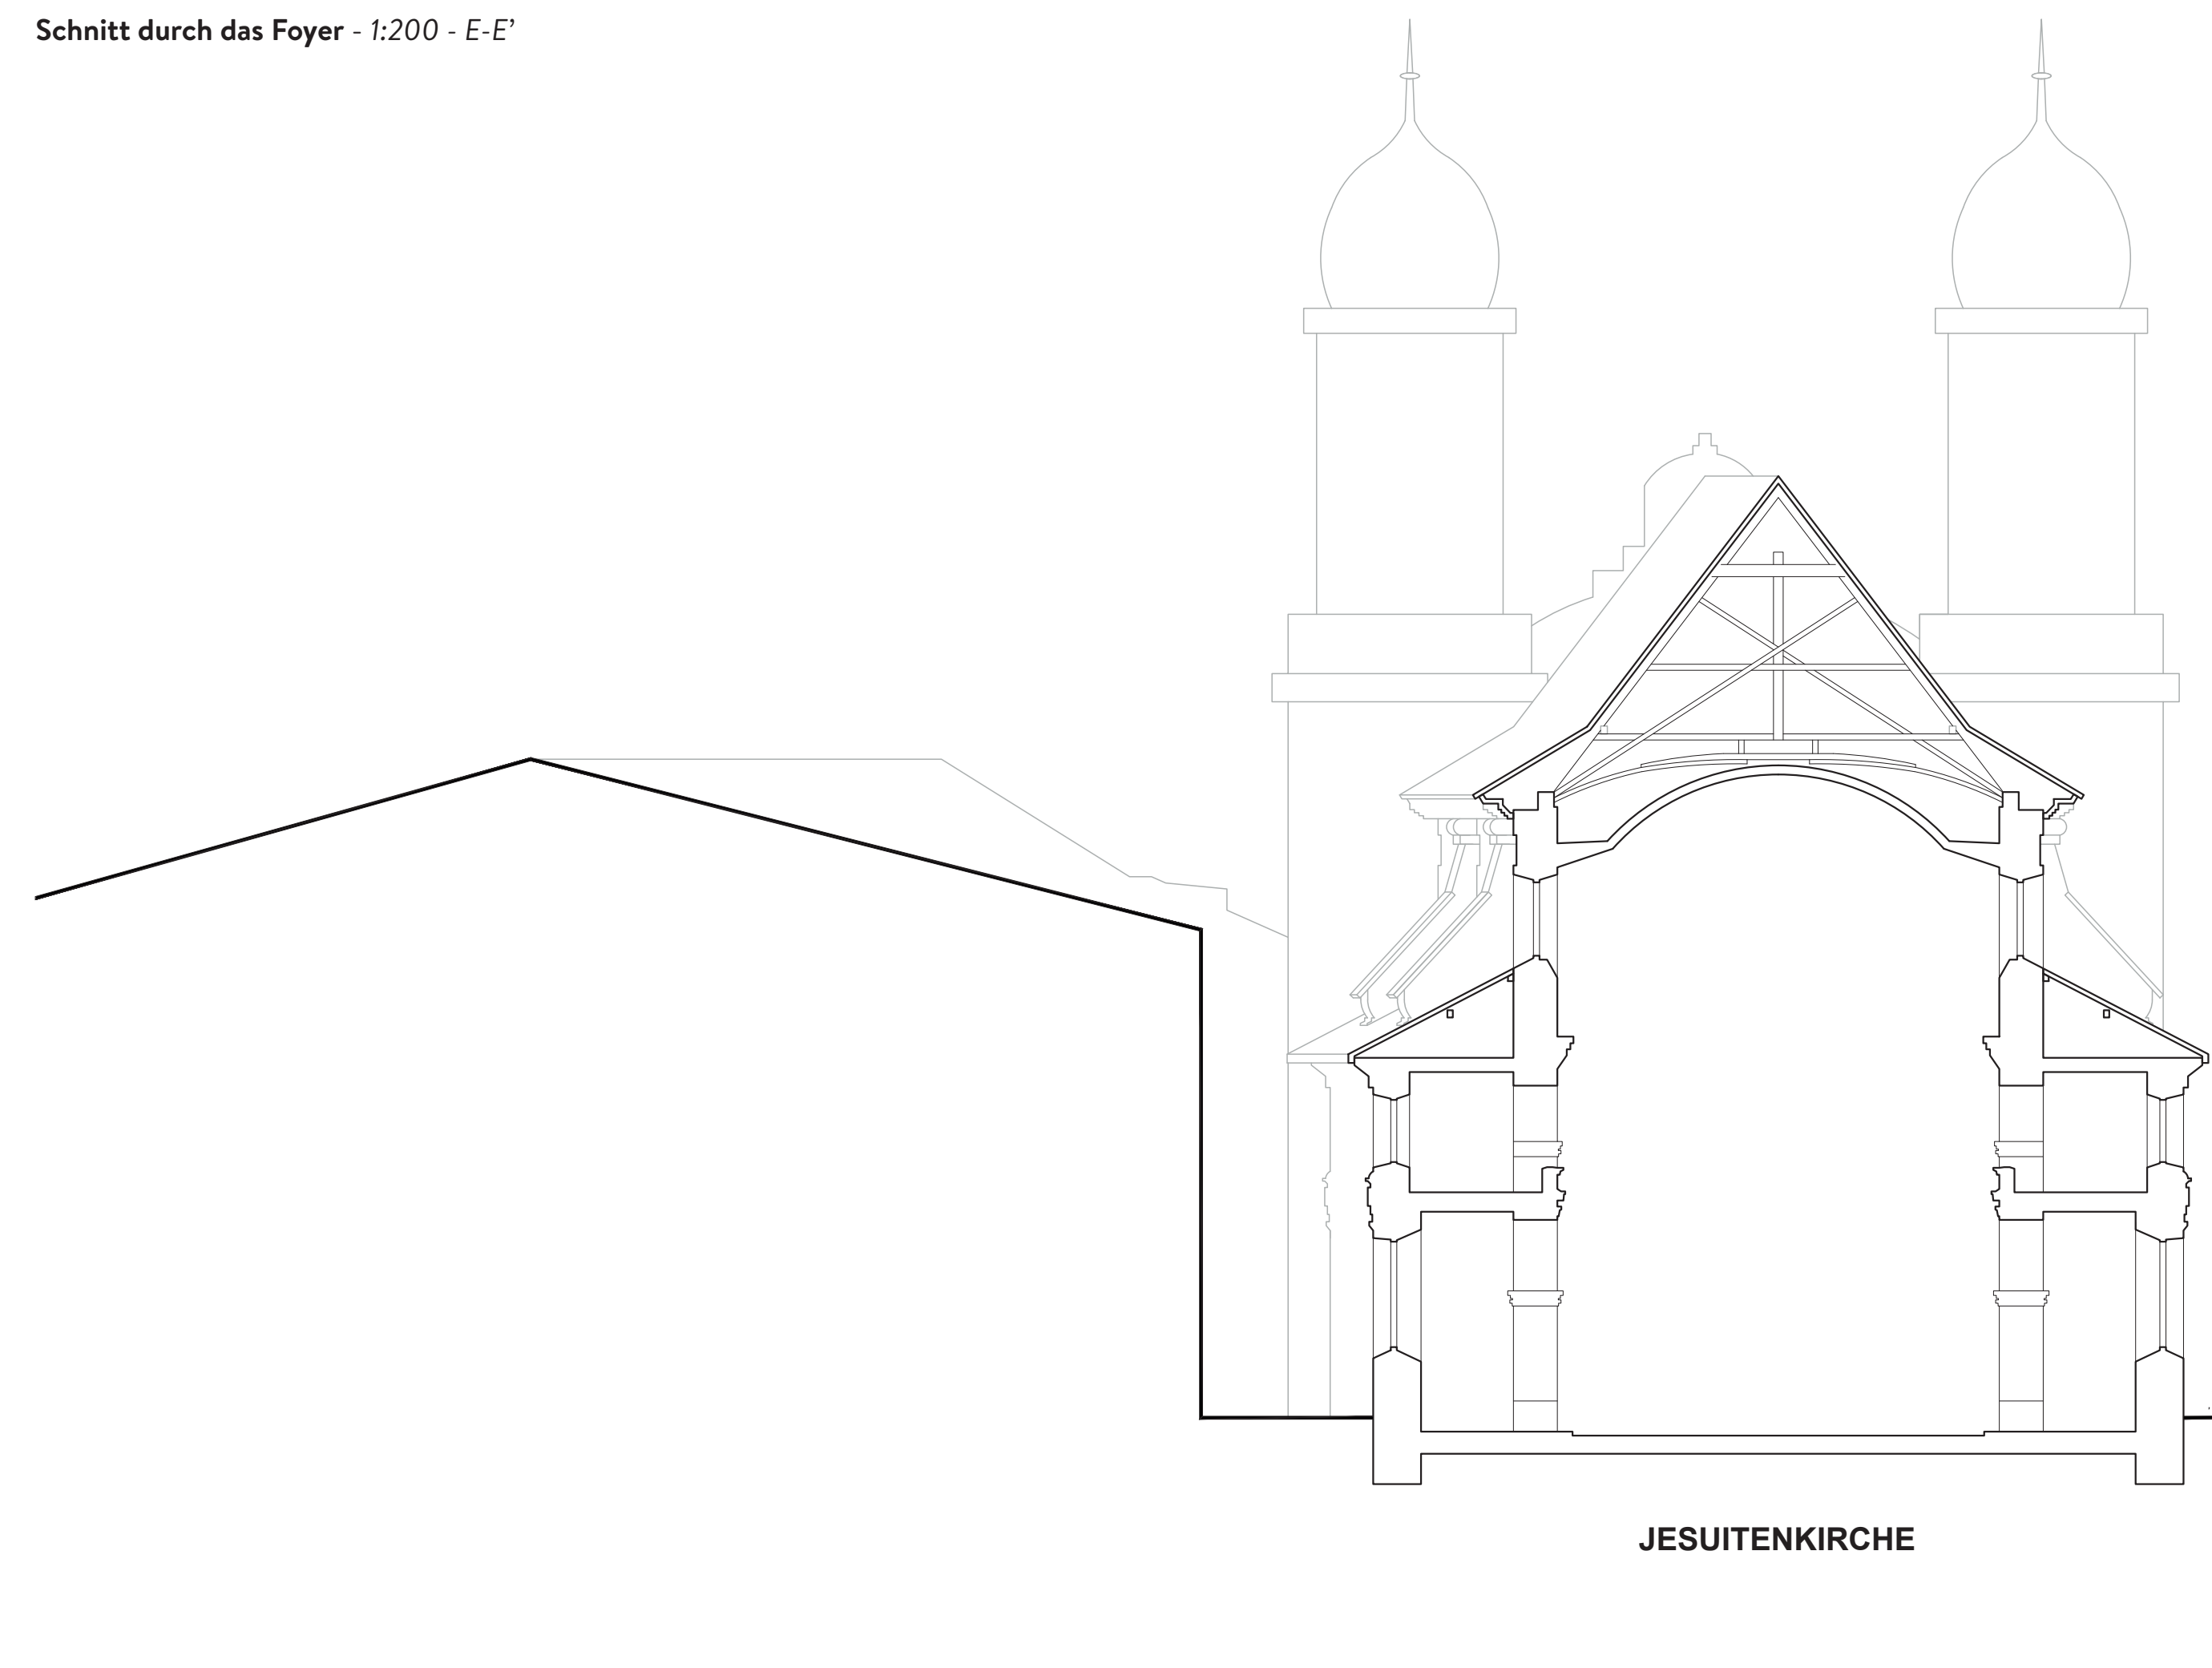 Schnitt durch das Foyer - 1:200 - E-E’
JESUITENKIRCHE